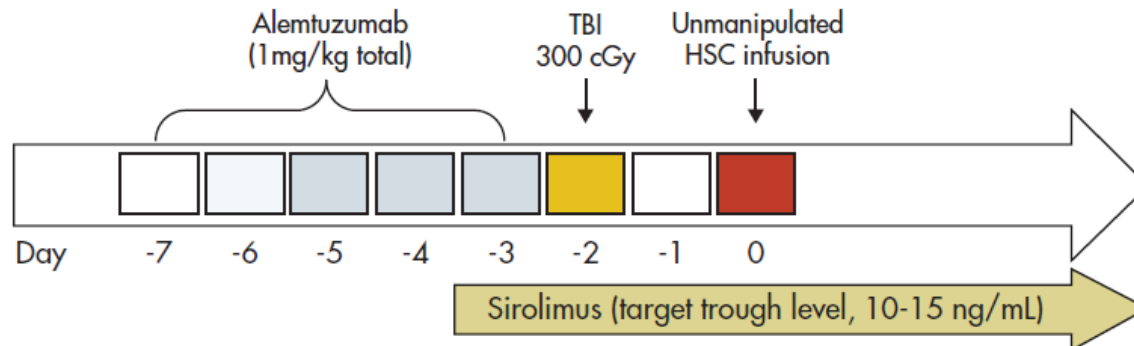 Alemtuzumab
(1mg/kg total)
TBI
300 cGy
Unmanipulated
HSC infusion
Day -7 -6 -5 -4 -3 -2 -1 0
Sirolimus (target trough level, 10-15 ng/mL)